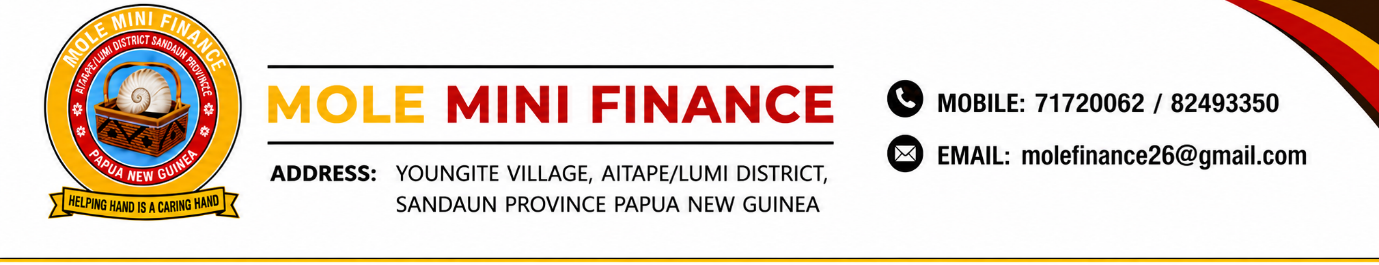 MOLE MINI FINANCE
AITAPE/LUMI DISTRICT SANDAUN PROVINCE
PAPUA NEW GUINEA
HELPING HAND IS A CARING HAND
MOLE MINI FINANCE
ADDRESS: YOUNGITE VILLAGE, AITAPE/LUMI DISTRICT,
SANDAUN PROVINCE PAPUA NEW GUINEA
MOBILE: 71720062 / 82493350
EMAIL: molefinance26@gmail.com